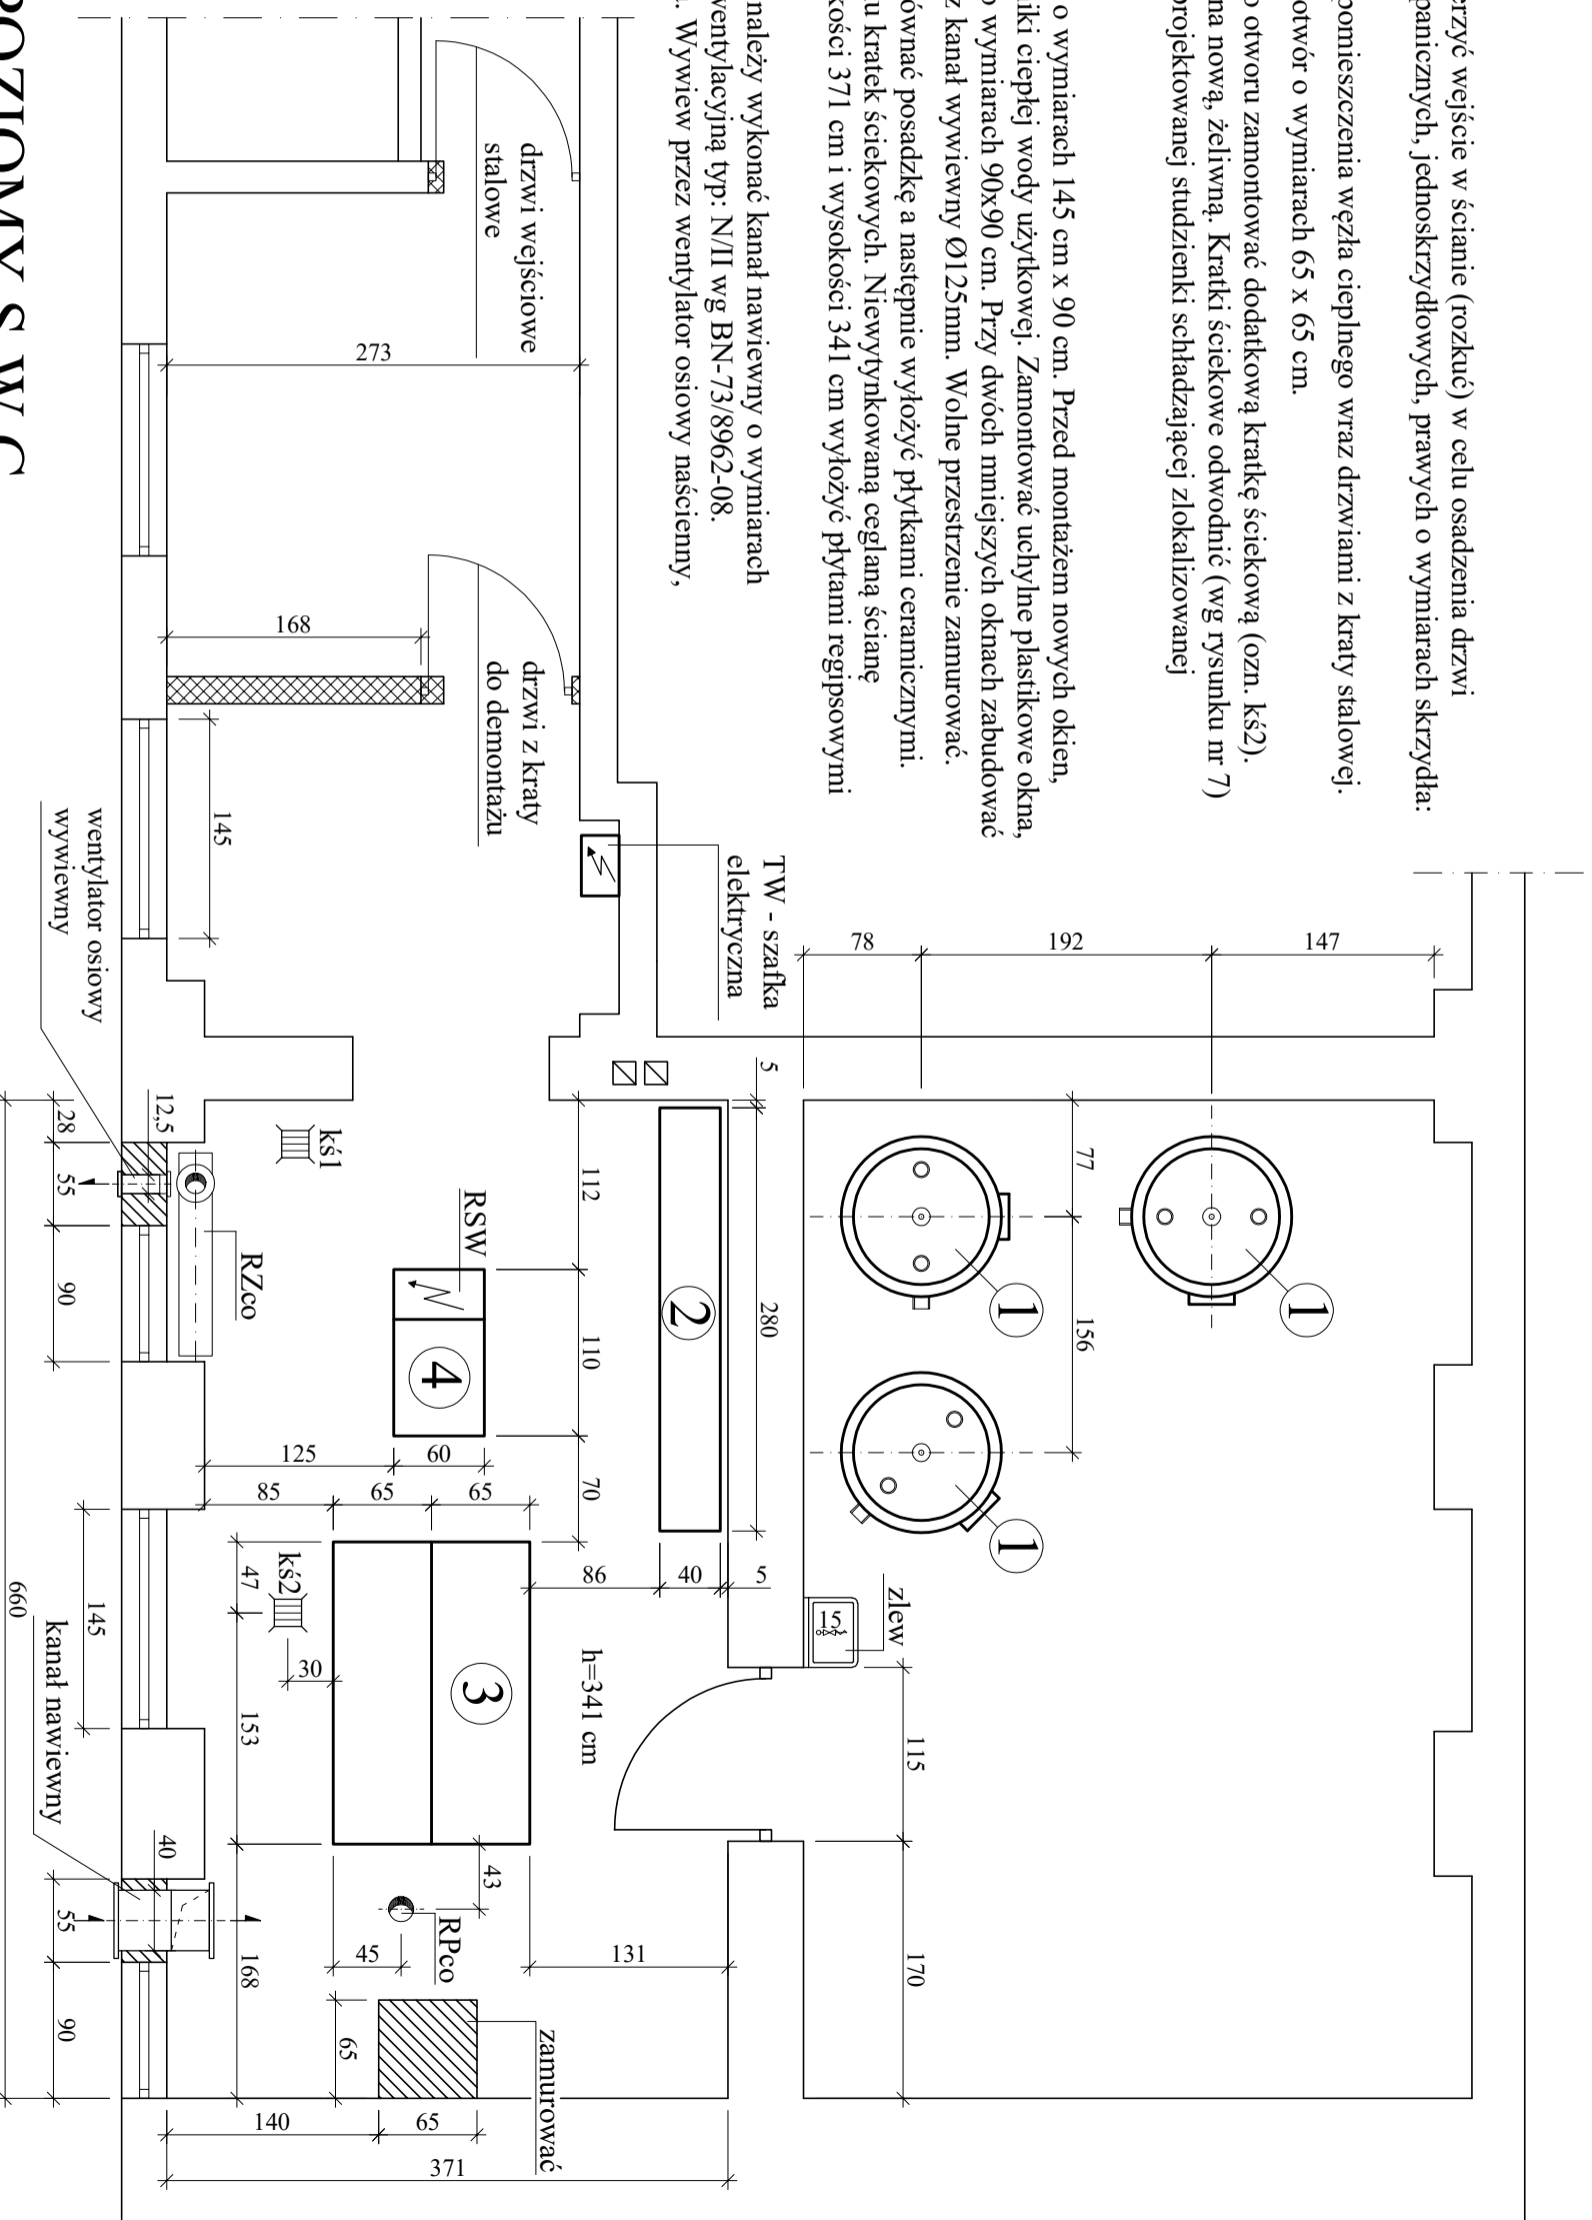 erzyć wejście w ścianie (rozkuć) w celu osadzenia drzwi
panicznych, jednoskrzydłowych, prawych o wymiarach skrzydła:
pomieszczenia węzła cieplnego wraz drzwiami z kraty stalowej.
otwór o wymiarach 65 x 65 cm.
o otworu zamontować dodatkową kratkę ściekową (ozn. kś2).
na nową, żeliwną. Kratki ściekowe odwodnić (wg rysunku nr 7)
projektowanej studzienki schładzającej zlokalizowanej
o wymiarach 145 cm x 90 cm. Przed montażem nowych okien,
niki ciepłej wody użytkowej. Zamontować uchylne plastikowe okna,
o wymiarach 90x90 cm. Przy dwóch mniejszych oknach zabudować
z kanał wywiewny Ø125mm. Wolne przestrzenie zamurować.
ównać posadzkę a następnie wyłożyć płytkami ceramicznymi.
u kratek ściekowych. Niewytynkowaną ceglaną ścianę
kości 371 cm i wysokości 341 cm wyłożyć płytami regipsowymi
należy wykonać kanał nawiewny o wymiarach
wentylacyjną typ: N/II wg BN-73/8962-08.
. Wywiew przez wentylator osiowy naścienny,
drzwi wejściowe
stalowe
273
168
drzwi z kraty
do demontażu
145
TW - szafka
elektryczna
wentylator osiowy
wywiewny
78
192
147
5
280
77
156
1
1
1
2
zlew
15
115
170
kś1
112
110
70
RSW
4
RZco
12,5
28
55
90
125
60
85
65
65
86
40
5
h=341 cm
3
kś2
47
153
168
30
43
RPco
45
131
145
660
kanał nawiewny
40
55
90
65
zamurować
140
65
371
POZIOMY S W C